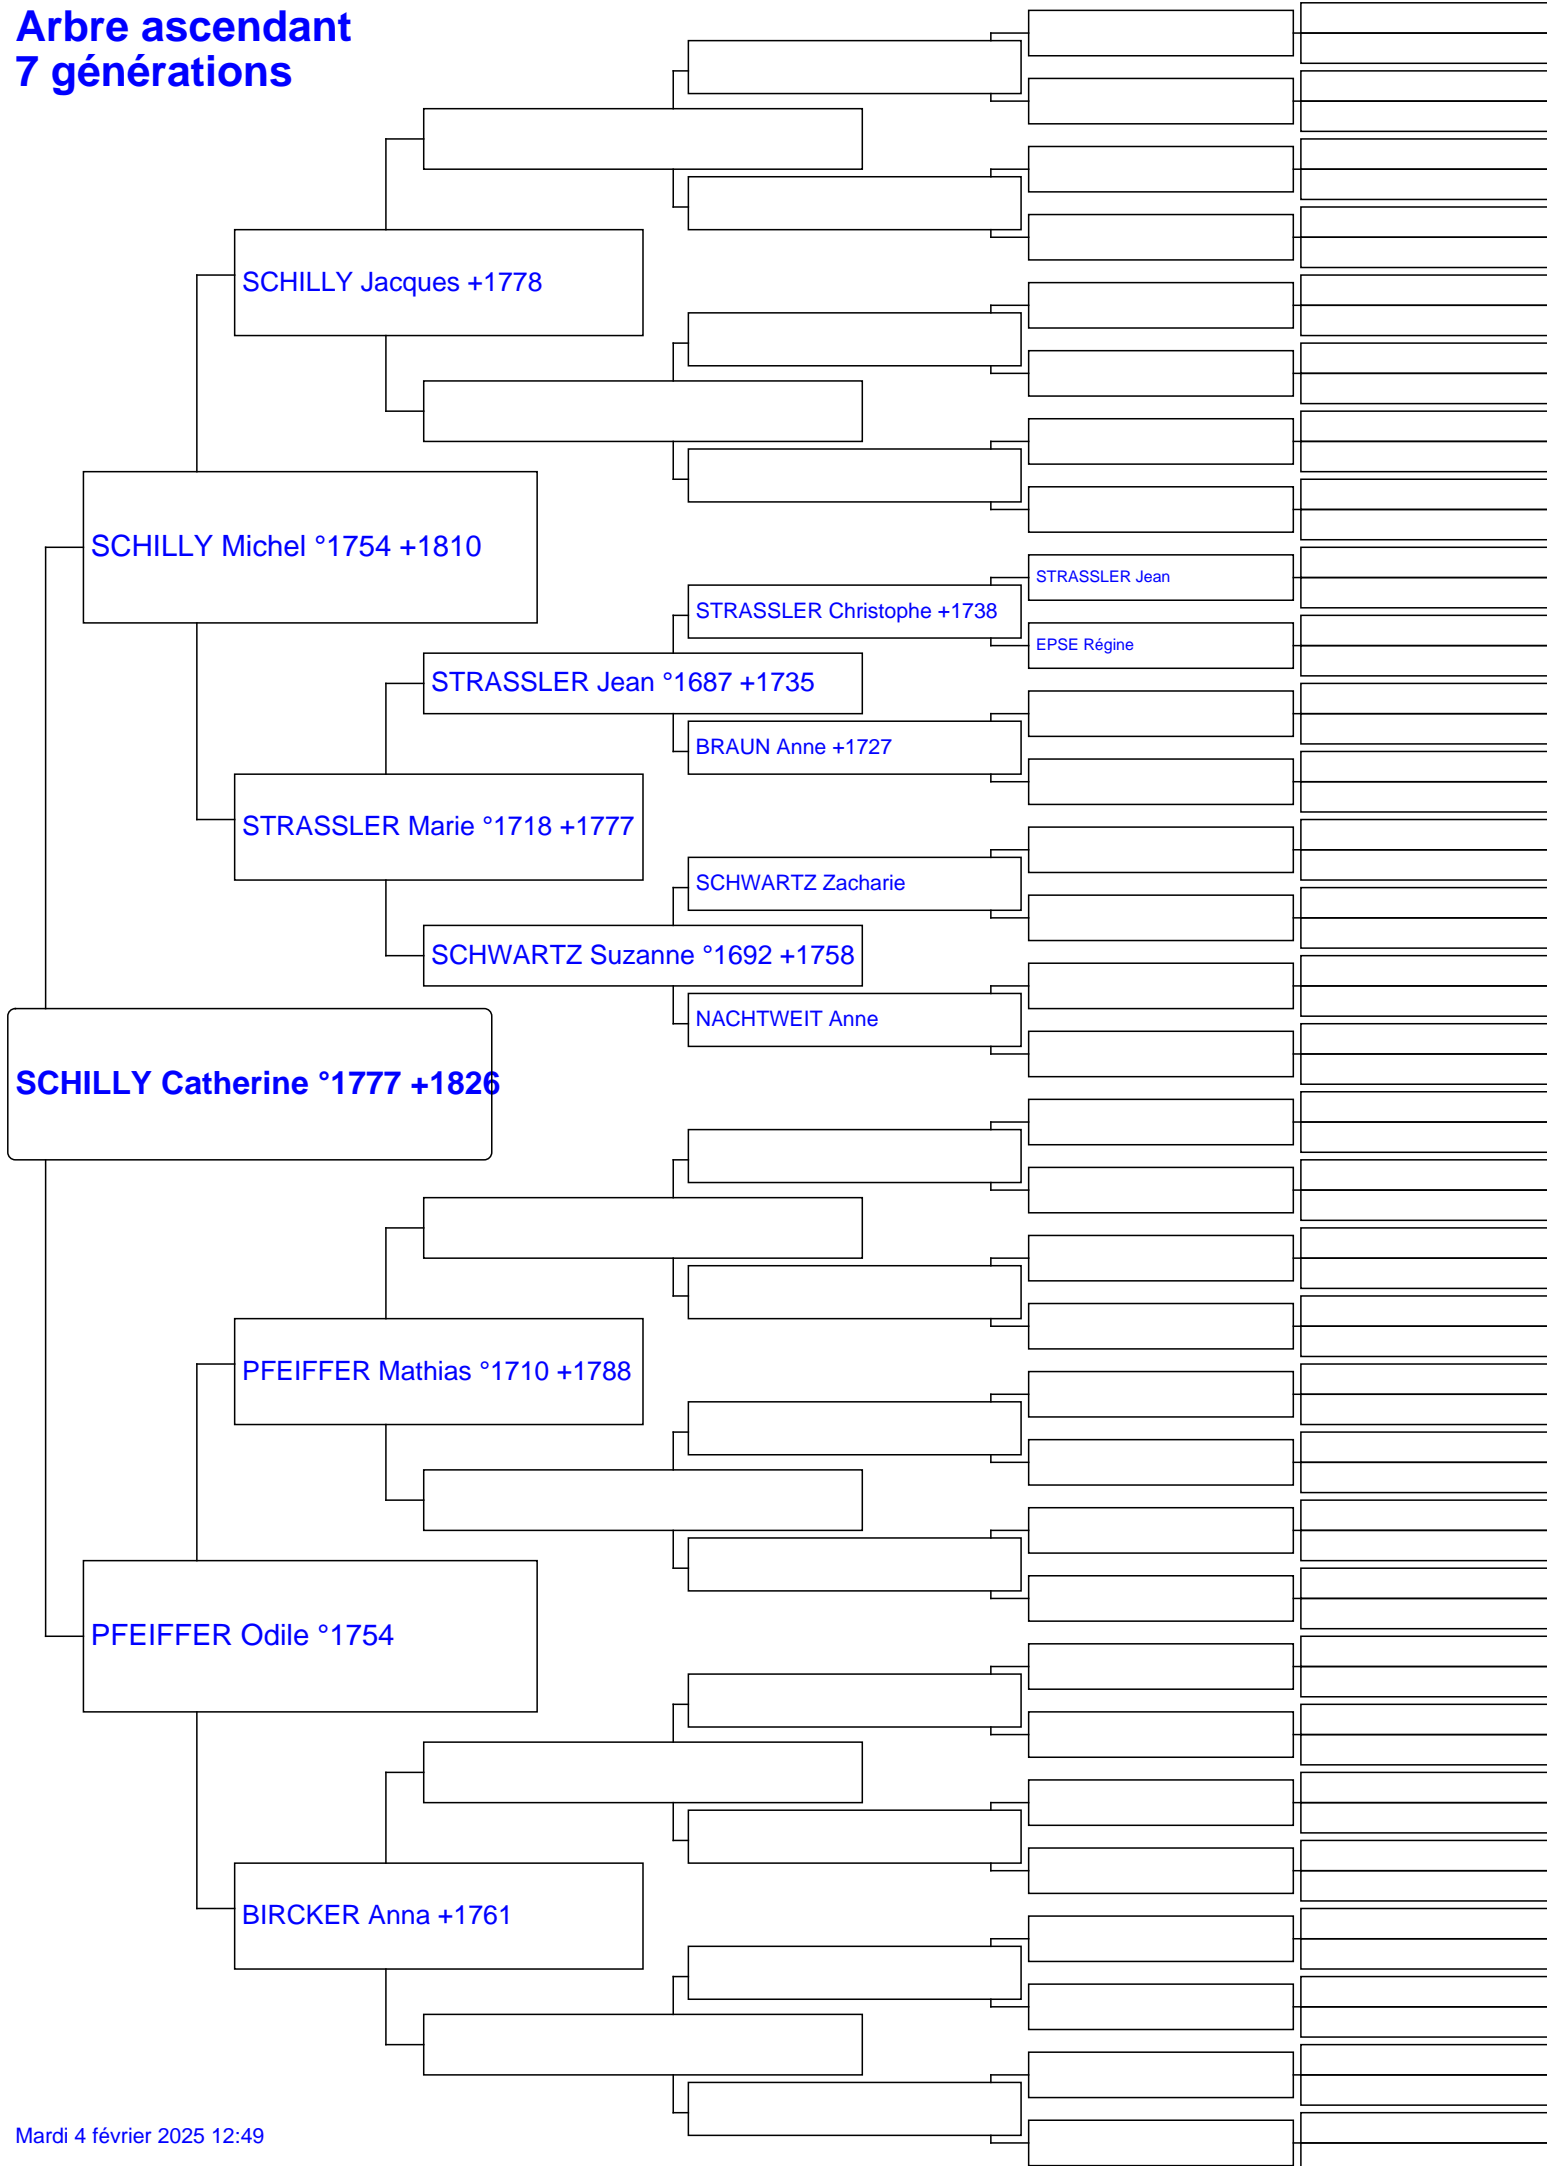 Arbre ascendant
7 générations
SCHILLY Jacques +1778
SCHILLY Michel °1754 +1810
STRASSLER Jean
STRASSLER Christophe +1738
EPSE Régine
STRASSLER Jean °1687 +1735
BRAUN Anne +1727
STRASSLER Marie °1718 +1777
SCHWARTZ Zacharie
SCHWARTZ Suzanne °1692 +1758
NACHTWEIT Anne
SCHILLY Catherine °1777 +1826
PFEIFFER Mathias °1710 +1788
PFEIFFER Odile °1754
BIRCKER Anna +1761
Mardi 4 février 2025 12:49